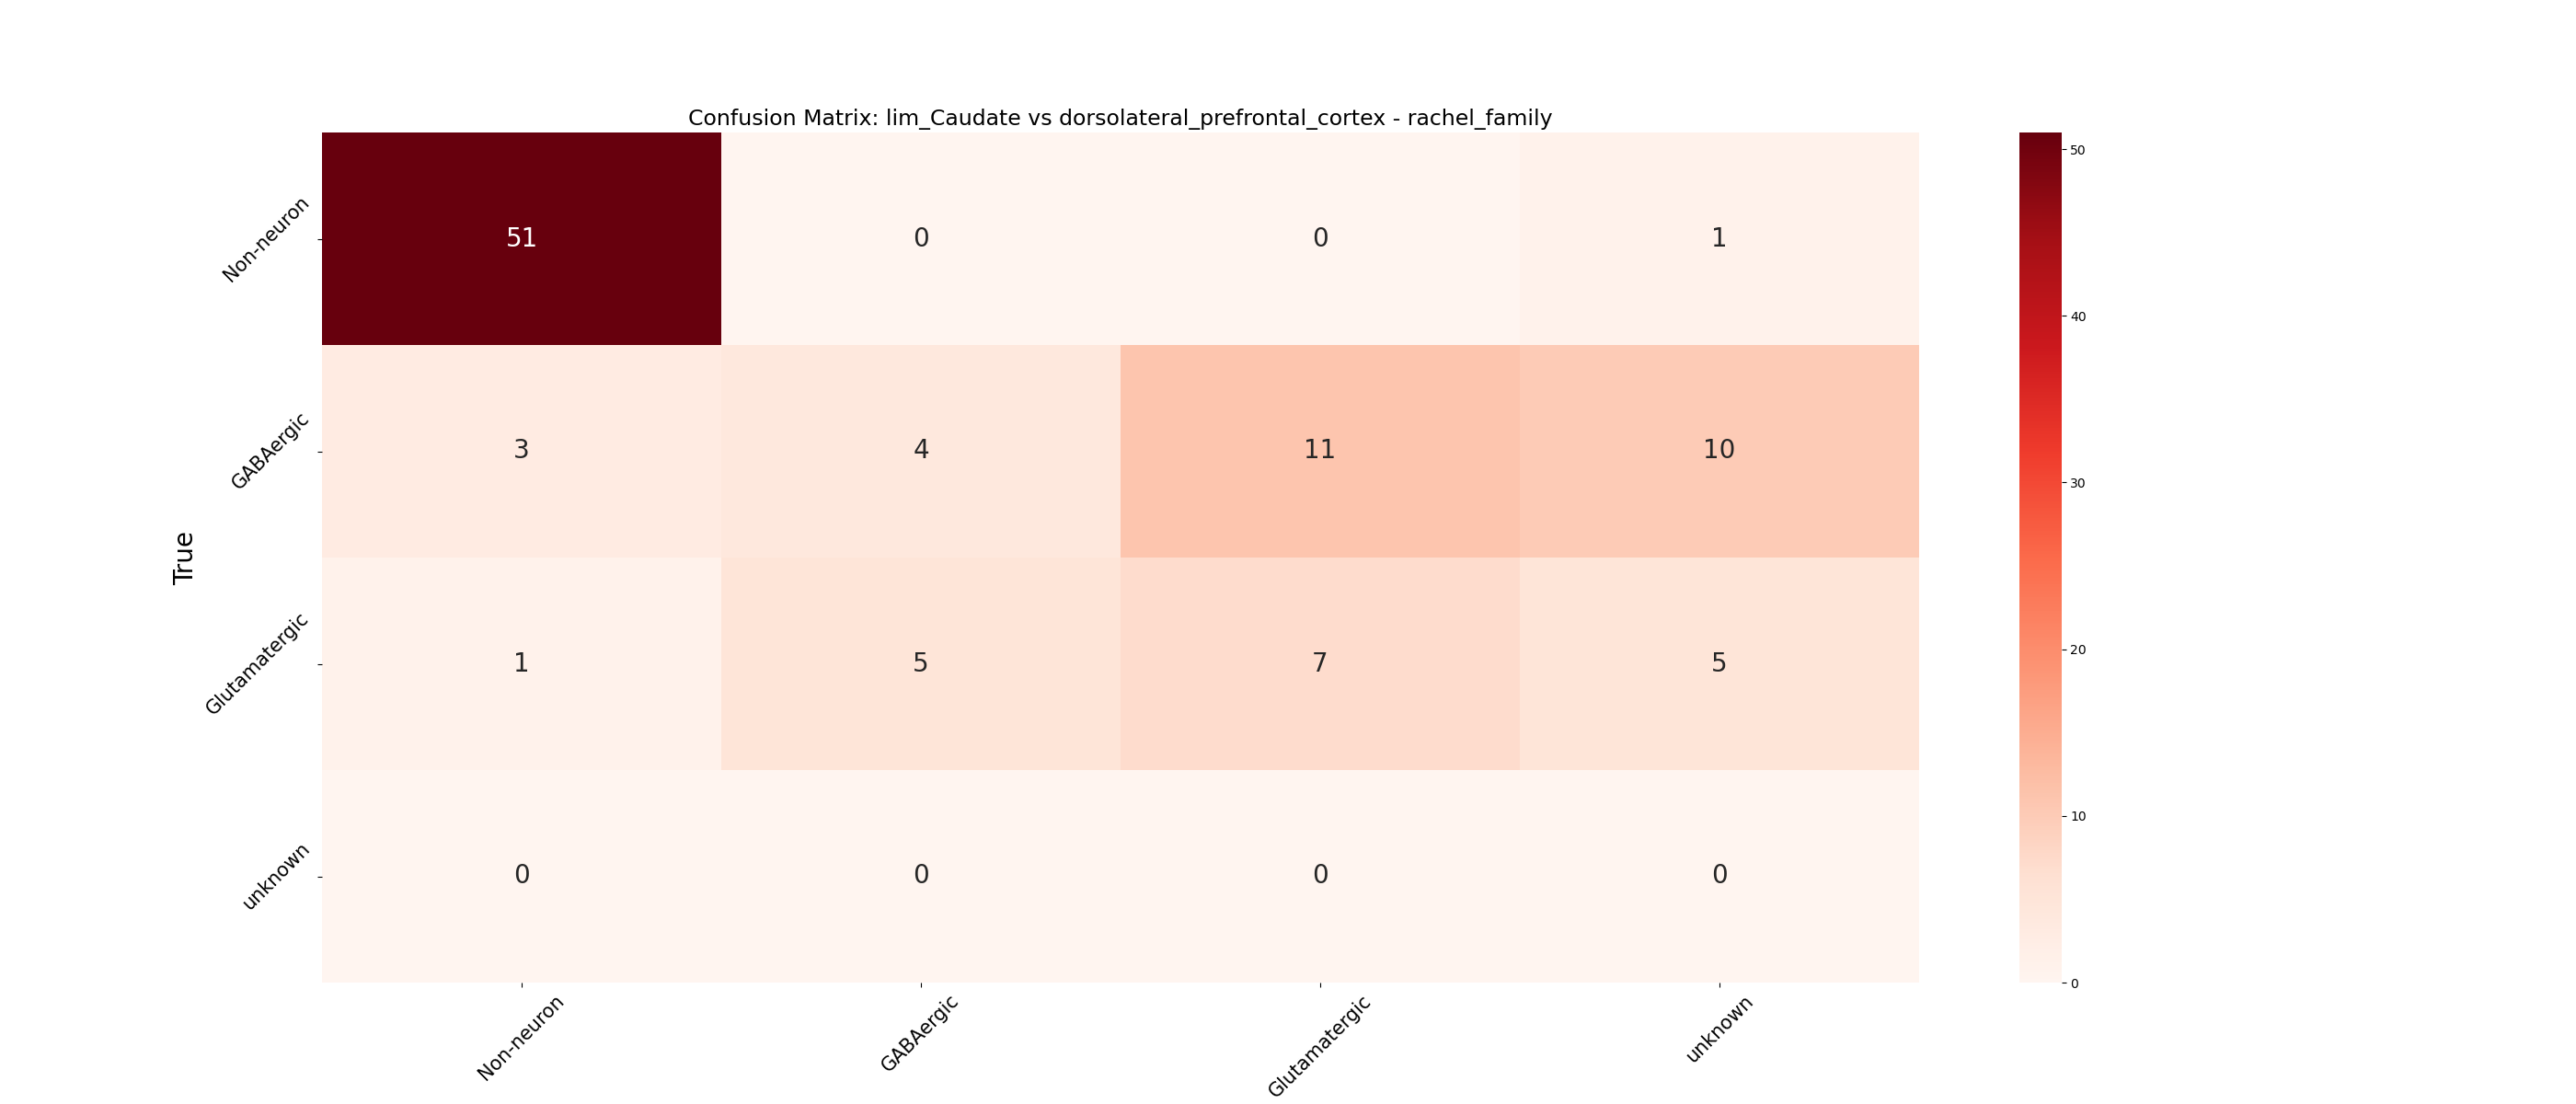 Confusion Matrix: lim_Caudate vs dorsolateral_prefrontal_cortex - rachel_family
Non-neuron
51
0
0
1
GABAergic
3
4
11
10
Glutamatergic
1
5
7
5
unknown
0
0
0
0
True
Non-neuron
GABAergic
Glutamatergic
unknown
50
40
30
20
10
0